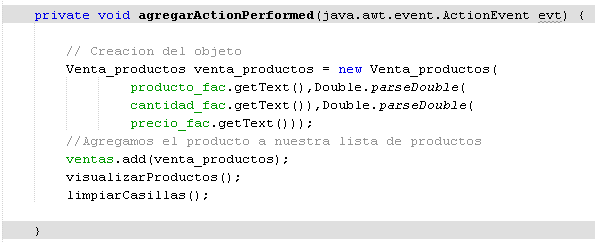 private void agregarActionPerformed(java.awt.event.ActionEvent evt) {
// Creacion del objeto
Venta_productos venta_productos = new Venta_productos(
producto_fac.getText(),Double.parseDouble(
cantidad_fac.getText()),Double.parseDouble(
precio_fac.getText()));
//Agregamos el producto a nuestra lista de productos
ventas.add(venta_productos);
visualizarProductos();
limpiarCasillas();
}